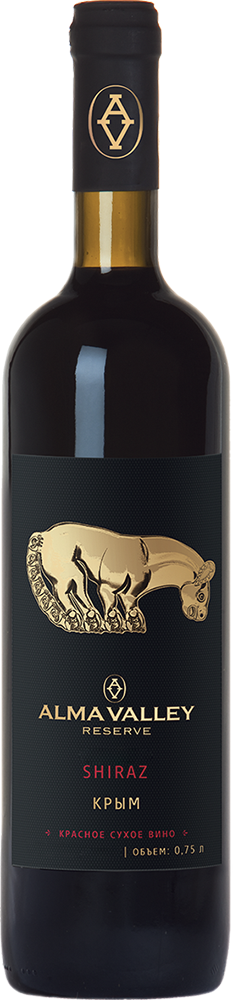 ALMA VALLEY
RESERVE
SHIRAZ
КРЫМ
КРАСНОЕ СУХОЕ ВИНО
| ОБЪЕМ: 0,75 Л